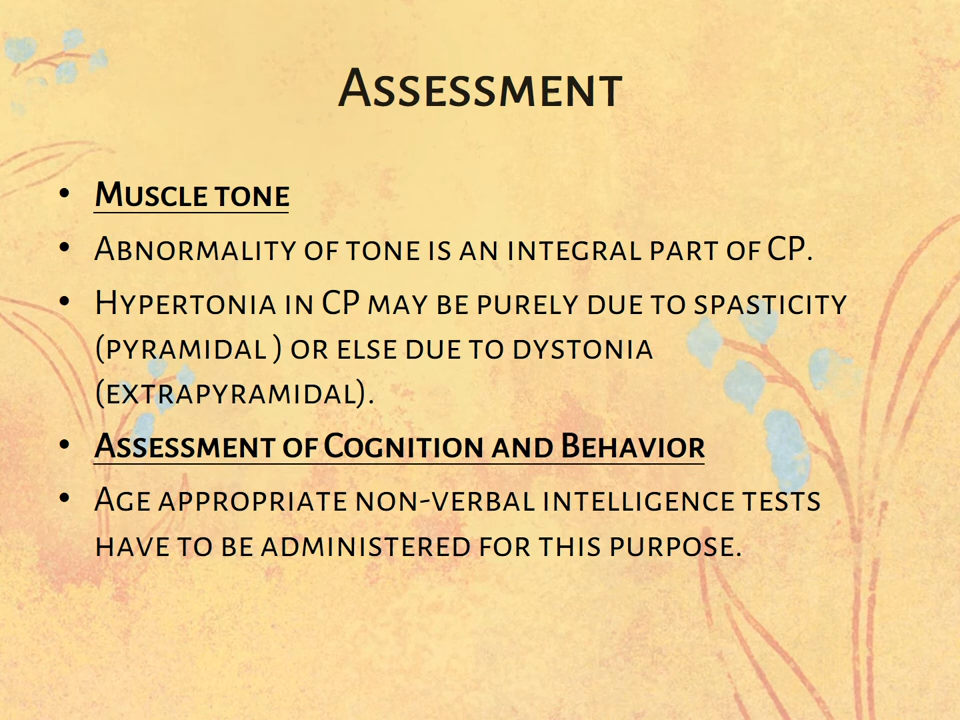 Assessment
• Muscle tone
• Abnormality of tone is an integral part of CP.
• Hypertonia in CP may be purely due to spasticity
(pyramidal ) or else due to dystonia
(extrapyramidal).
• Assessment of Cognition and Behavior
• Age appropriate non-verbal intelligence tests
have to be administered for this purpose.